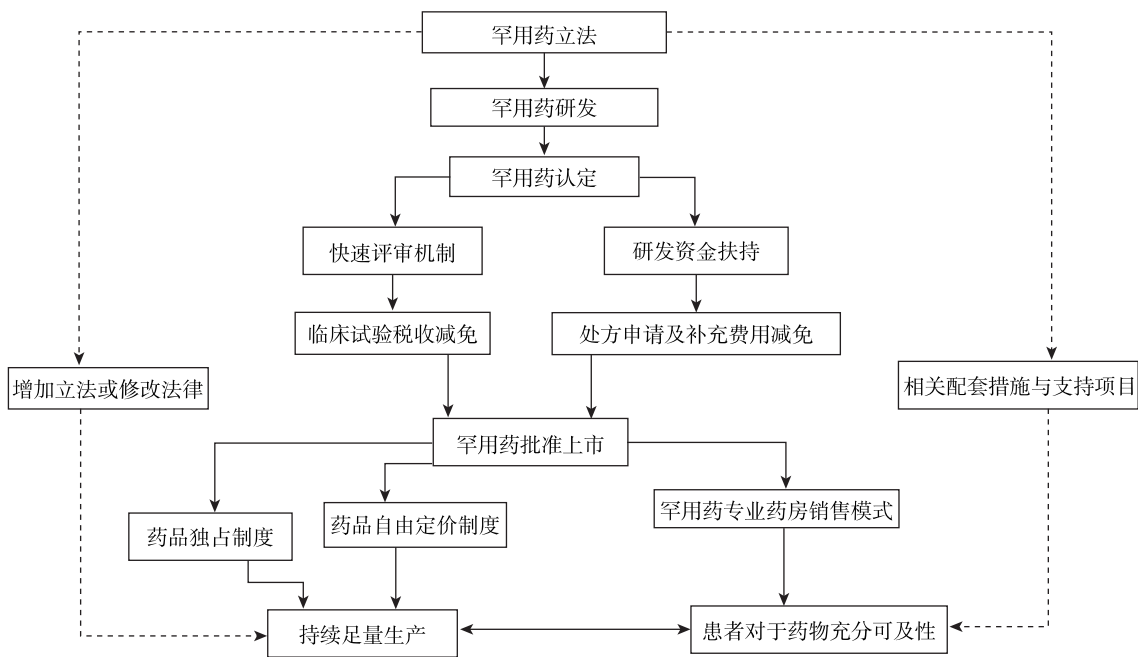 罕用药立法
罕用药研发
罕用药认定
快速评审机制
研发资金扶持
临床试验税收减免
处方申请及补充费用减免
增加立法或修改法律
相关配套措施与支持项目
罕用药批准上市
药品独占制度
药品自由定价制度
罕用药专业药房销售模式
持续足量生产
患者对于药物充分可及性